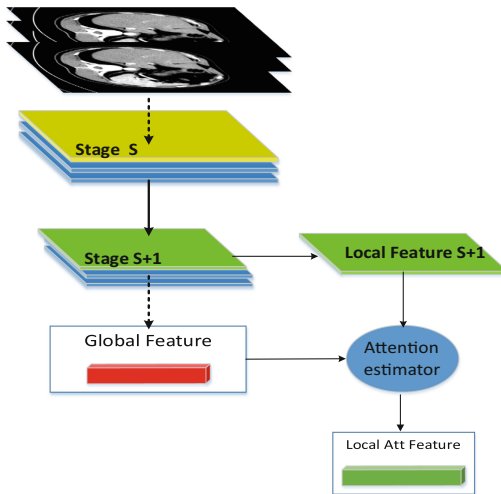 Stage S
Stage S+1
Local Feature S+1
Global Feature
Attention
estimator
Local Att Feature